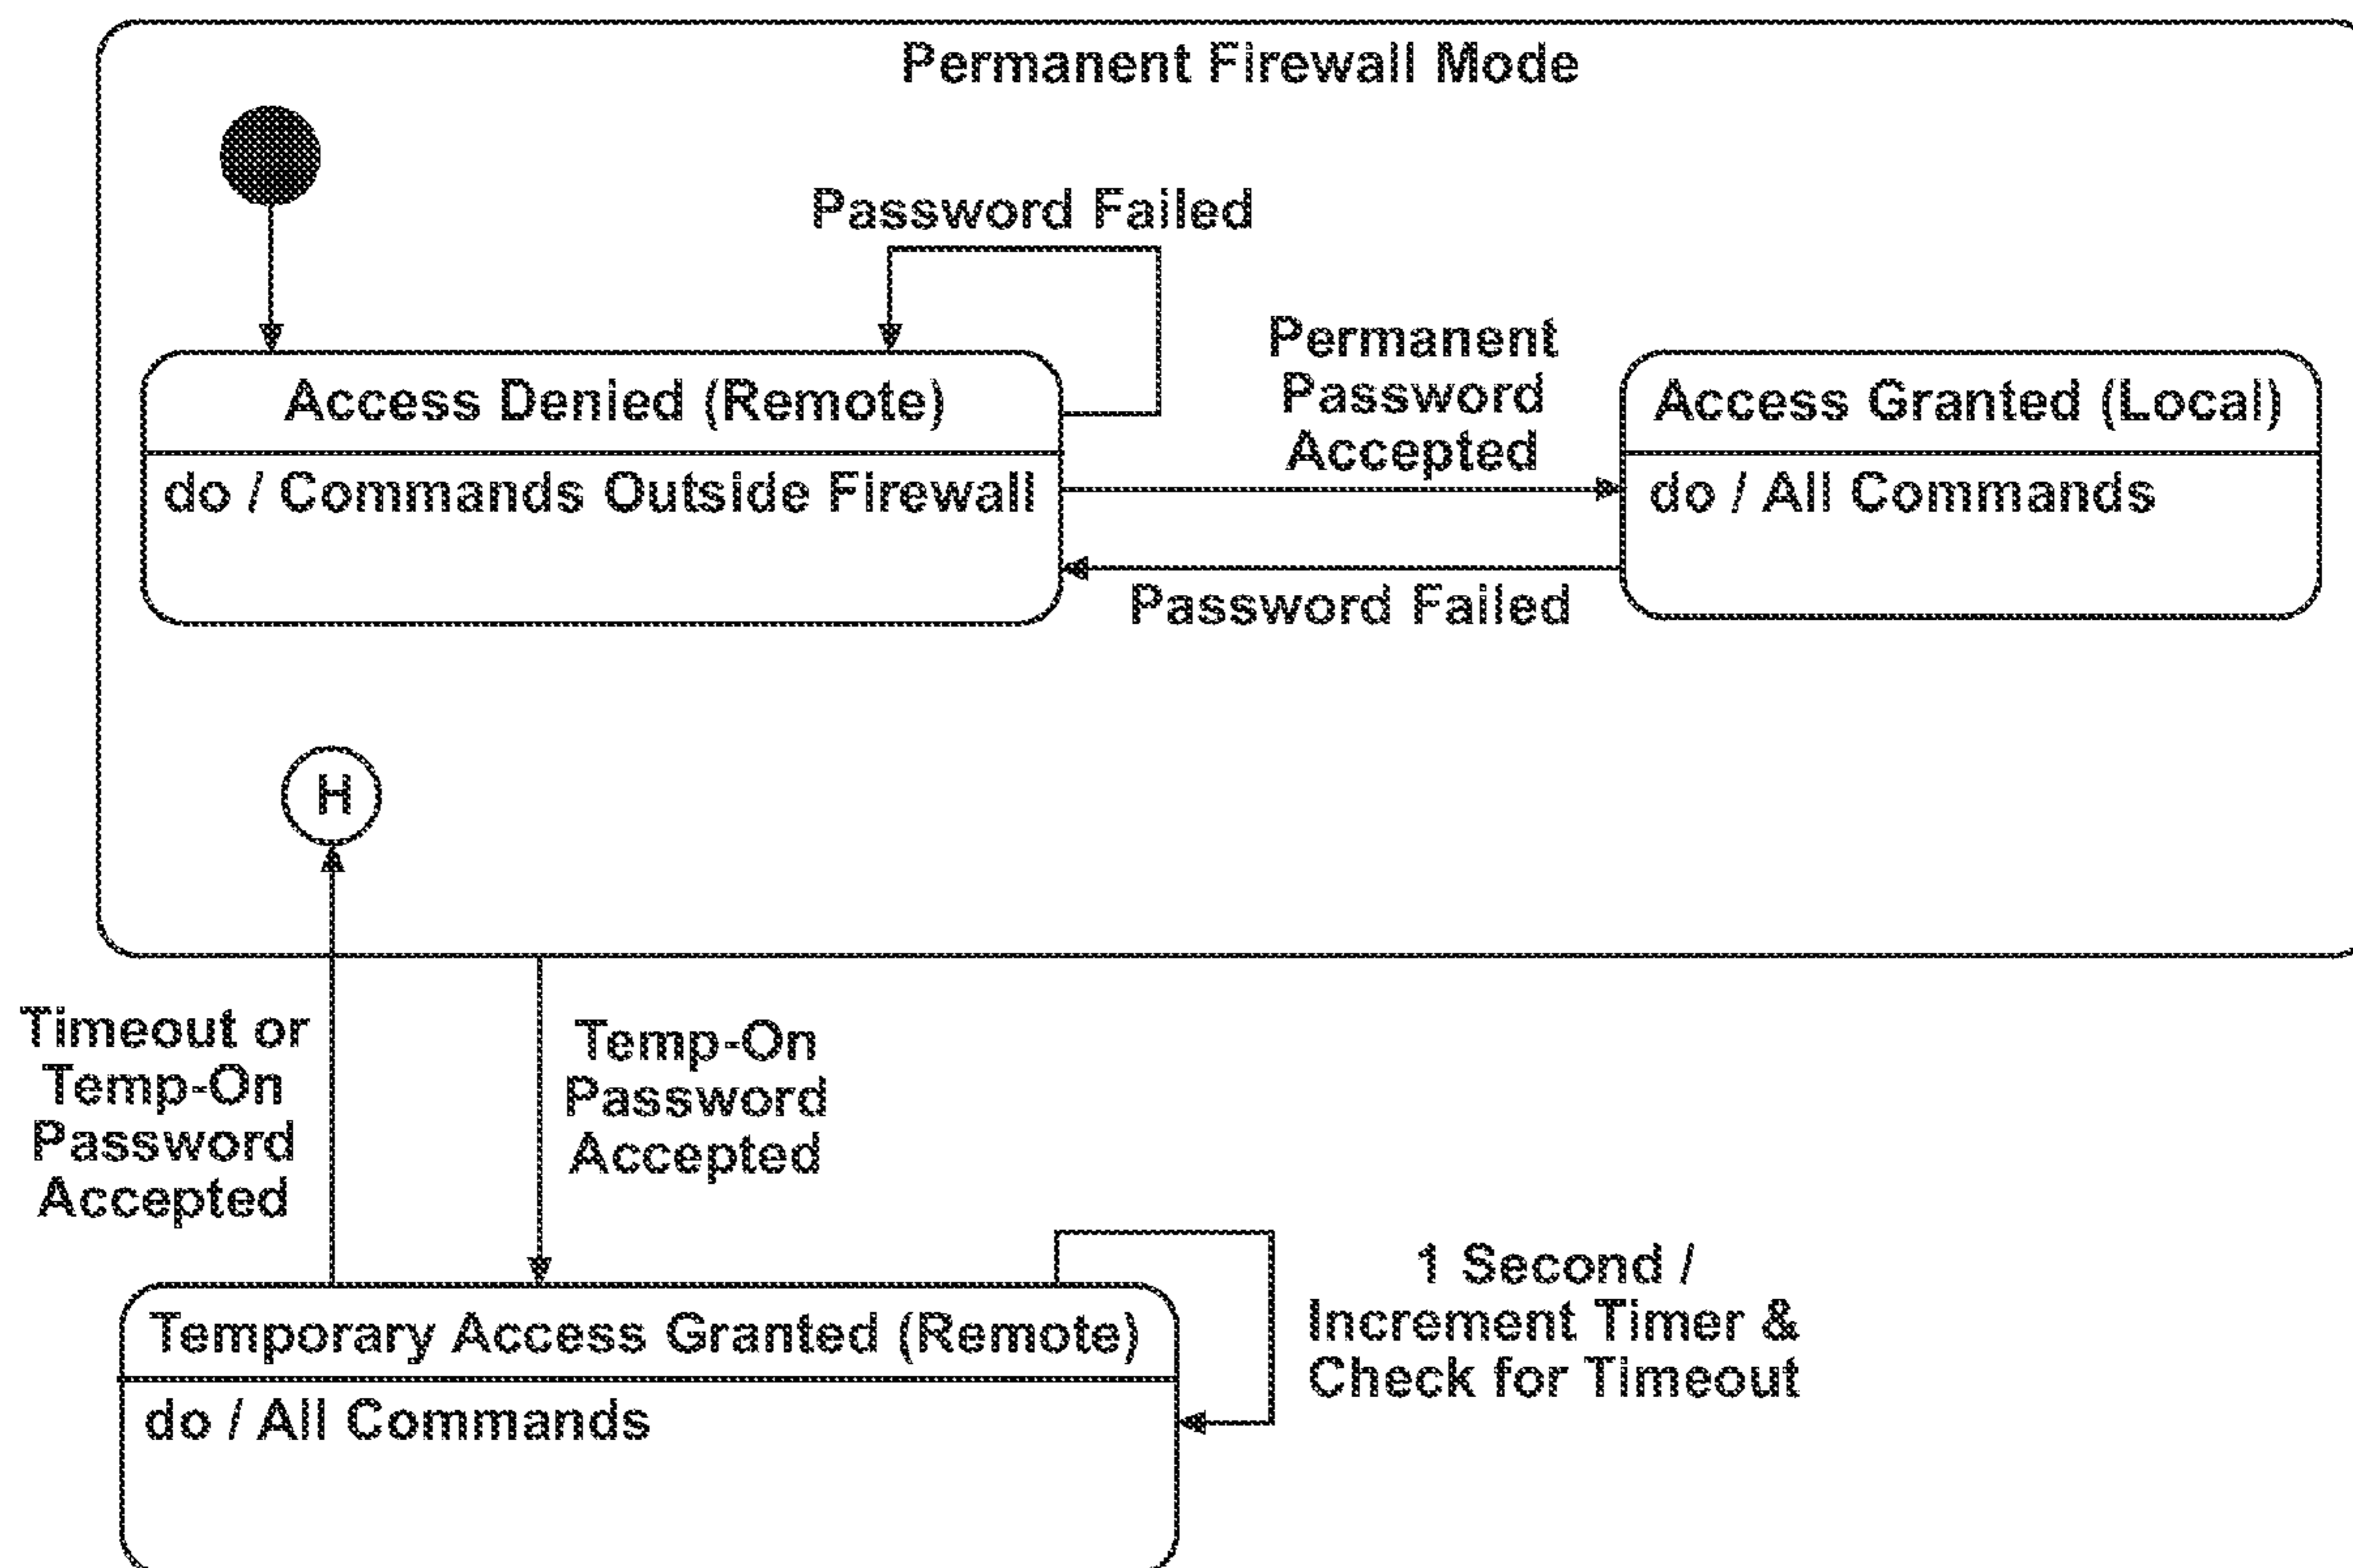 Permanent Firewall Mode
Password Failed
Access Denied (Remote)
do / Commands Outside Firewall
Permanent
Password
Accepted
Access Granted (Local)
do / All Commands
Password Failed
H
Timeout or
Temp-On
Password
Accepted
Temp-On
Password
Accepted
Temporary Access Granted (Remote)
do / All Commands
1 Second /
Increment Timer &
Check for Timeout